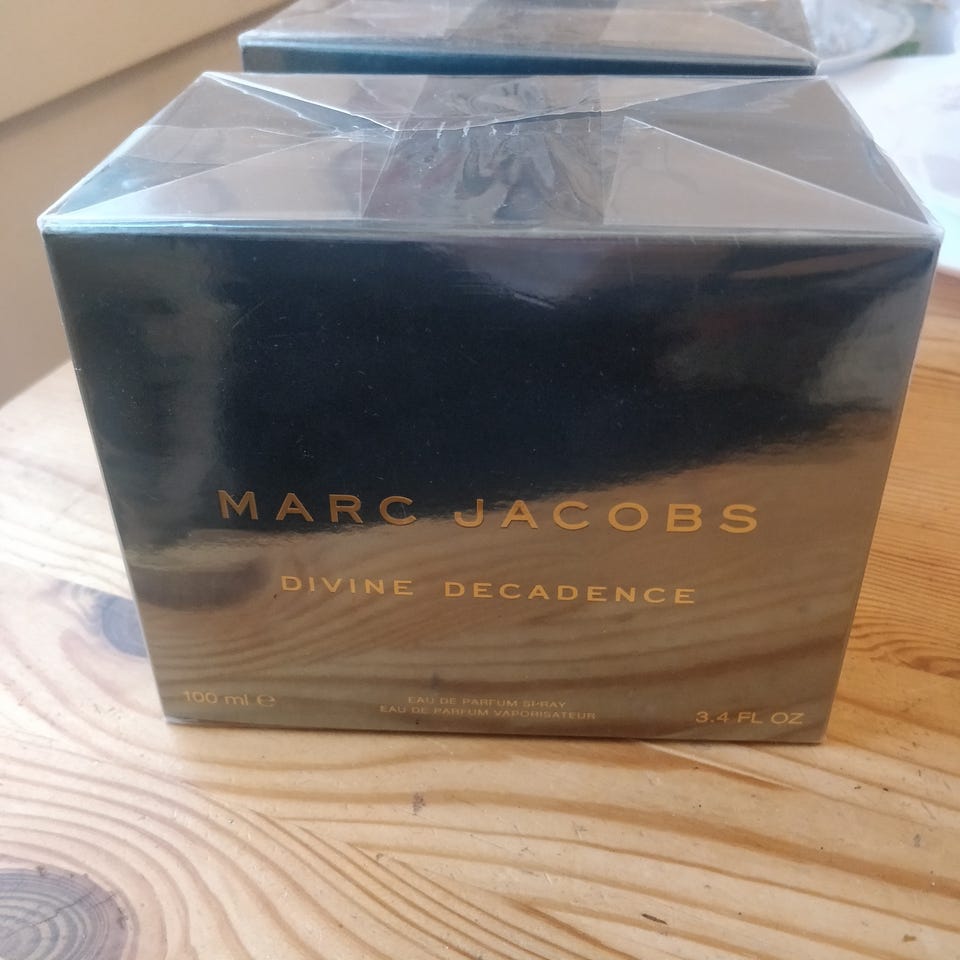 MARC JACOBS
DIVINE DECADENCE
100 ml ℮
EAU DE PARFUM SPRAY
EAU DE PARFUM VAPORISATEUR
3.4 FL OZ